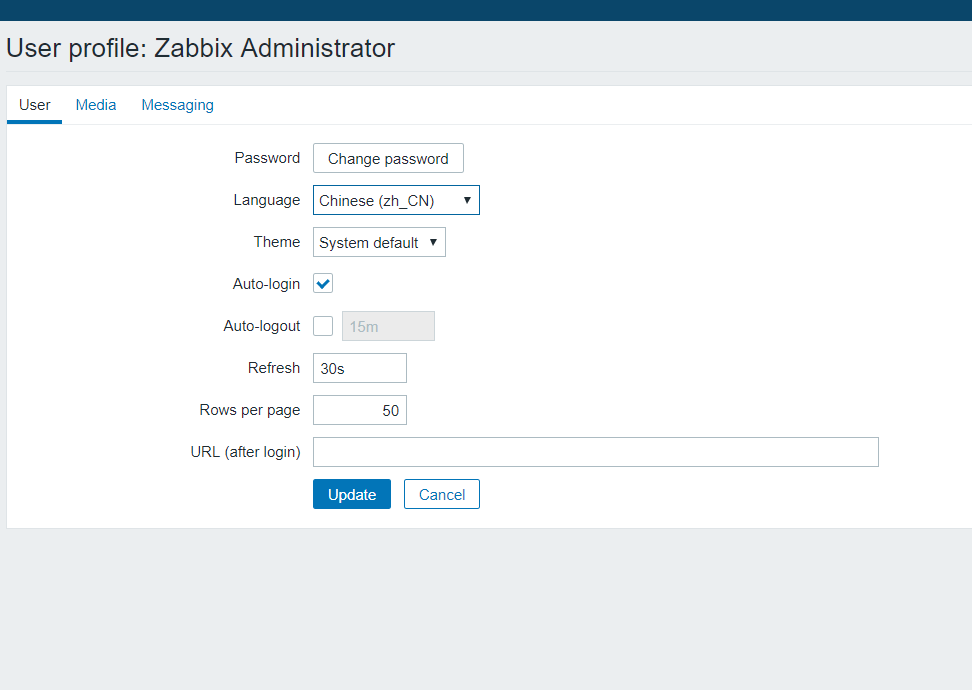 User profile: Zabbix Administrator
User Media Messaging
Password Change password
Language Chinese (zh_CN)
Theme System default
Auto-login
Auto-logout 15m
Refresh 30s
Rows per page 50
URL (after login)
Update Cancel